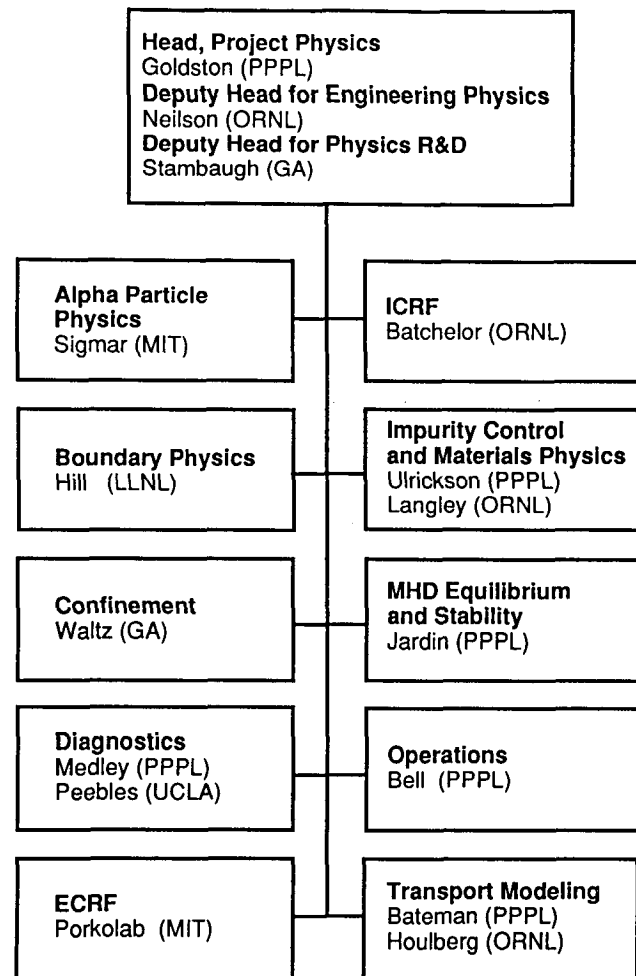 Head, Project Physics
Goldston (PPPL)
Deputy Head for Engineering Physics
Neilson (ORNL)
Deputy Head for Physics R&D
Stambaugh (GA)
Alpha Particle
Physics
Sigmar (MIT)
ICRF
Batchelor (ORNL)
Boundary Physics
Hill (LLNL)
Impurity Control
and Materials Physics
Ulrickson (PPPL)
Langley (ORNL)
Confinement
Waltz (GA)
MHD Equilibrium
and Stability
Jardin (PPPL)
Diagnostics
Medley (PPPL)
Peebles (UCLA)
Operations
Bell (PPPL)
ECRF
Porkolab (MIT)
Transport Modeling
Bateman (PPPL)
Houlberg (ORNL)